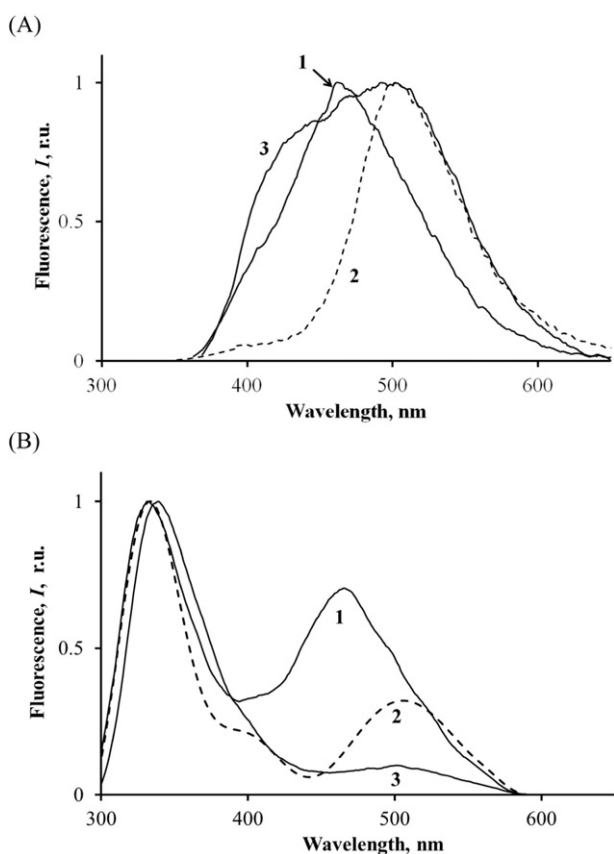 (A)
1
1
3
0.5
2
0
300 400 500 600
Wavelength, nm
Fluorescence, I, r.u.
(B)
1
1
0.5
2
3
0
300 400 500 600
Wavelength, nm
Fluorescence, I, r.u.